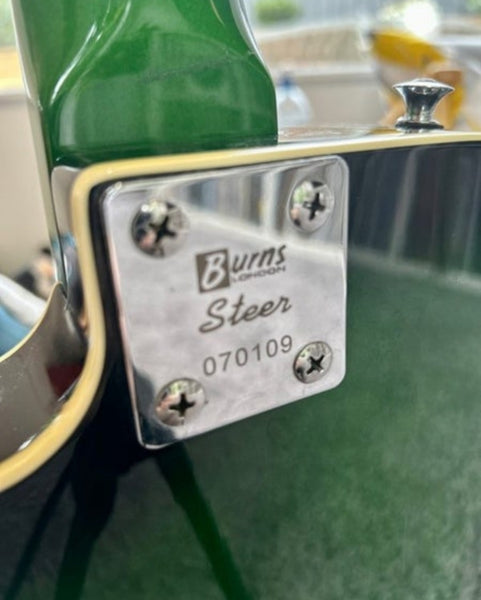 Burns
LONDON
Steer
070109